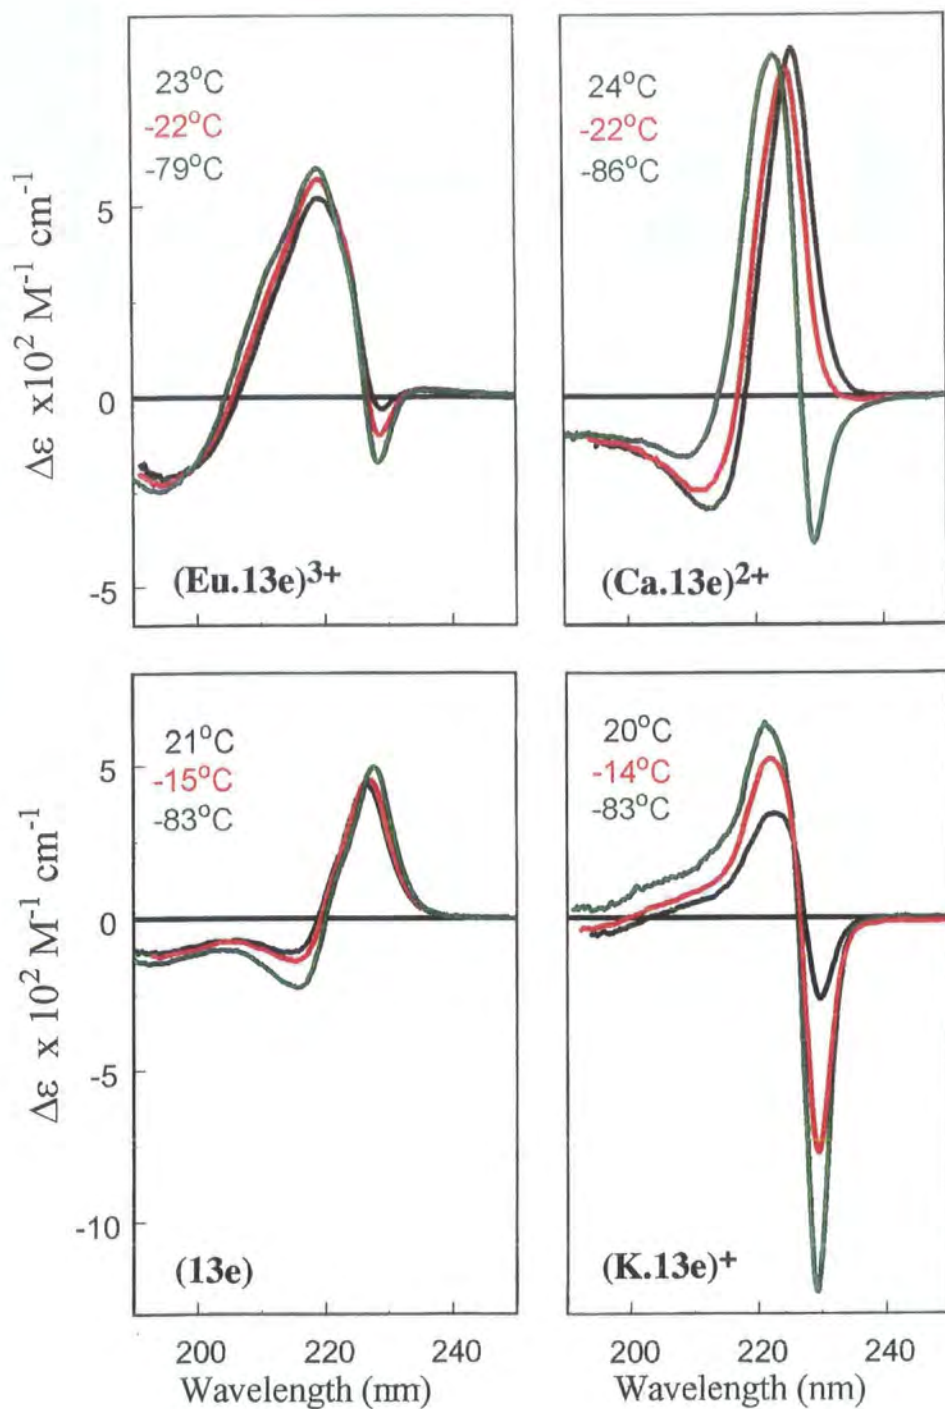 23°C
-22°C
-79°C
24°C
-22°C
-86°C
Δε x10² M⁻¹ cm⁻¹
5
0
-5
(Eu.13e)3+
(Ca.13e)2+
21°C
-15°C
-83°C
20°C
-14°C
-83°C
Δε x 10² M⁻¹ cm⁻¹
5
0
-5
-10
(13e)
(K.13e)+
200 220 240
200 220 240
Wavelength (nm)
Wavelength (nm)